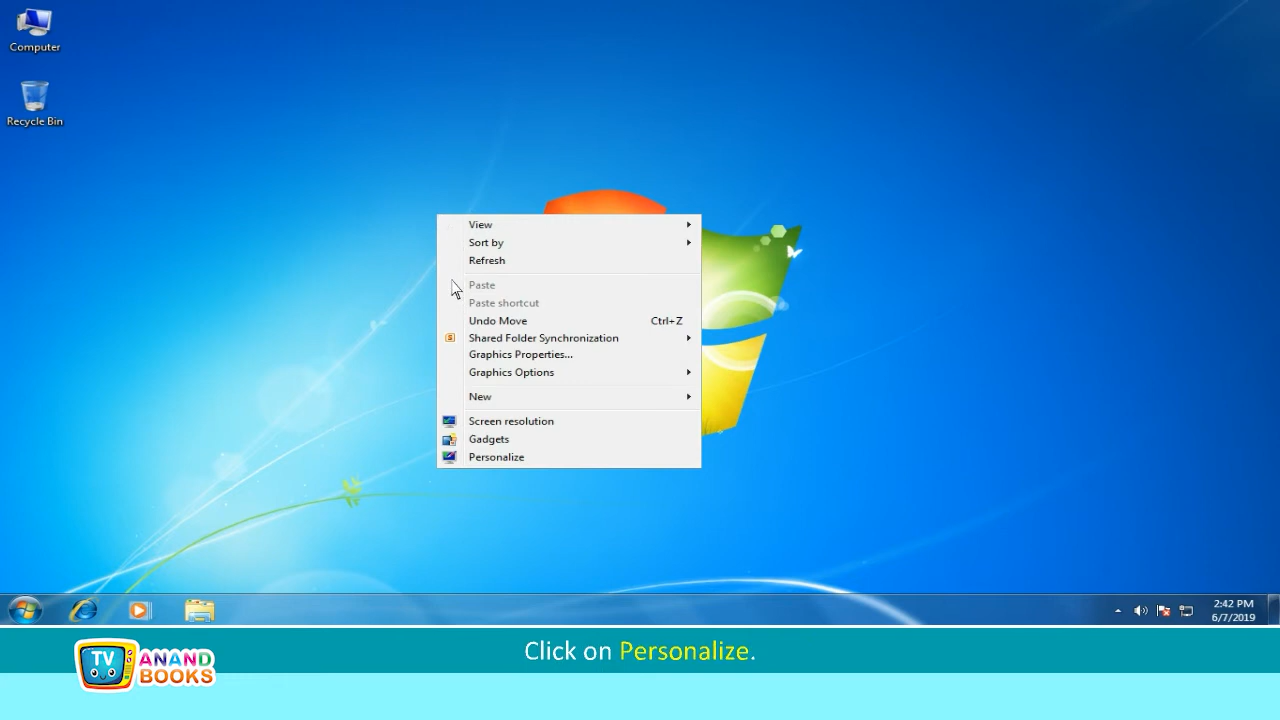 Computer
Recycle Bin
View
Sort by
Refresh
Paste
Paste shortcut
Undo Move Ctrl+Z
Shared Folder Synchronization
Graphics Properties...
Graphics Options
New
Screen resolution
Gadgets
Personalize
2:42 PM
6/7/2019
Click on Personalize.
TV
ANAND
BOOKS